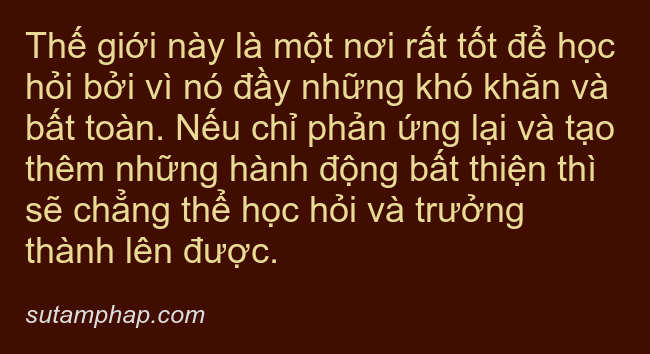 Thế giới này là một nơi rất tốt để học
hỏi bởi vì nó đầy những khó khăn và
bất toàn. Nếu chỉ phản ứng lại và tạo
thêm những hành động bất thiện thì
sẽ chẳng thể học hỏi và trưởng
thành lên được.
sutamphap.com